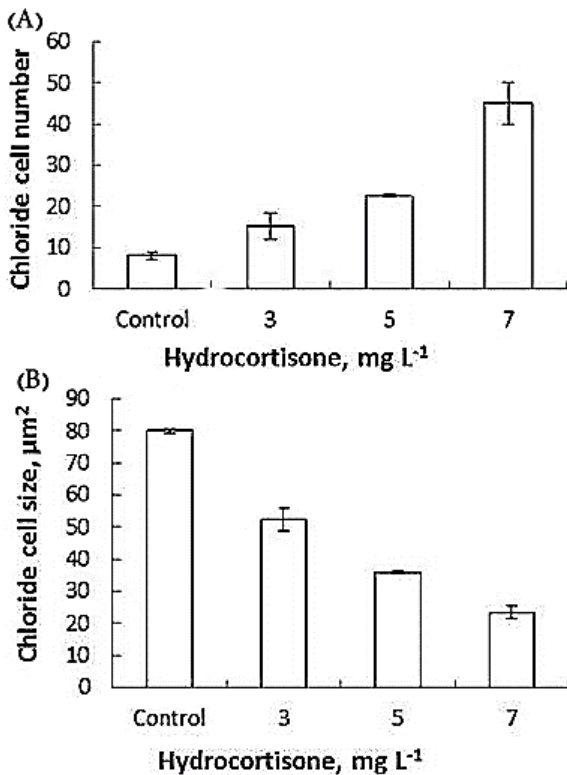 (A)
Chloride cell number
60
50
40
30
20
10
0
Control 3 5 7
Hydrocortisone, mg L⁻¹
(B)
Chloride cell size, µm²
90
80
70
60
50
40
30
20
10
0
Control 3 5 7
Hydrocortisone, mg L⁻¹